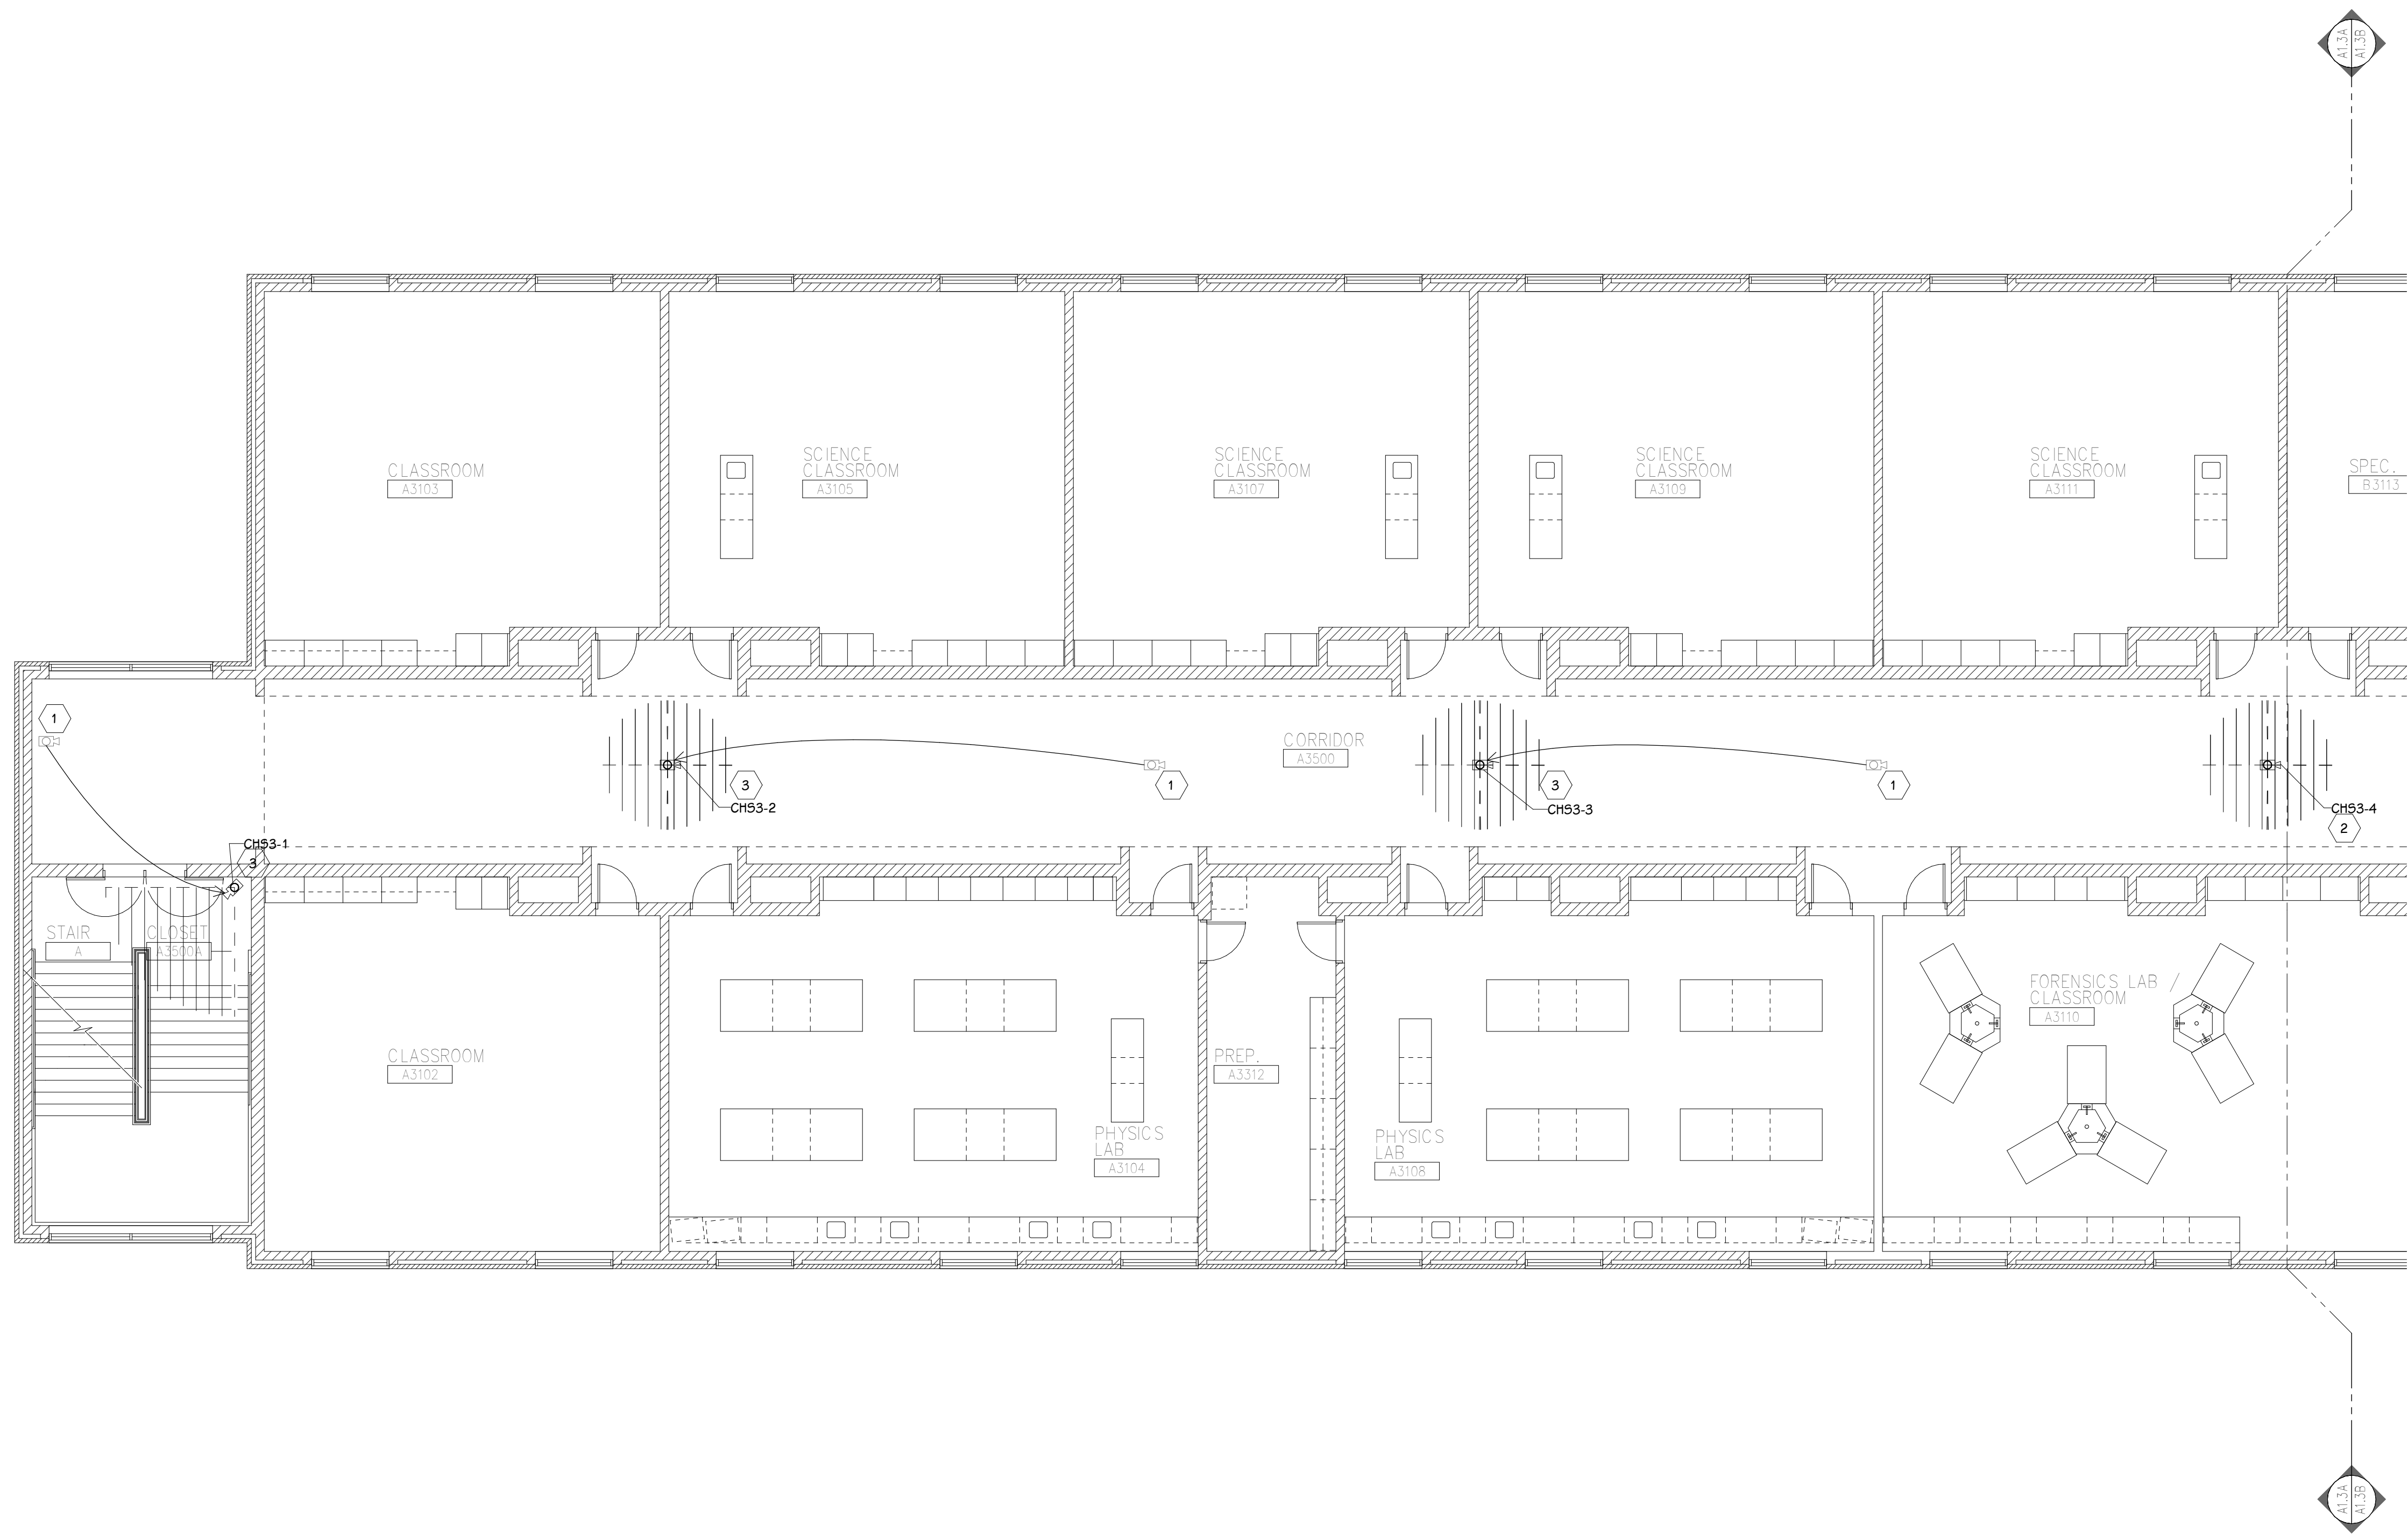 A1.3A
A1.3B
SCIENCE
CLASSROOM
A3105
SCIENCE
CLASSROOM
A3107
SCIENCE
CLASSROOM
A3109
SCIENCE
CLASSROOM
A3111
CLASSROOM
A3103
SPEC.
B3113
1
CORRIDOR
A3500
3
CHS3-2
1
3
CHS3-3
1
CHS3-4
2
CHS3-1
3
STAIR
A
CLOSET
A3500A
FORENSICS LAB /
CLASSROOM
A3110
CLASSROOM
A3102
PREP.
A3312
PHYSICS
LAB
A3104
PHYSICS
LAB
A3108
A1.3A
A1.3B